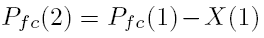 P_{fc}(2) = P_{fc}(1) − X(1)